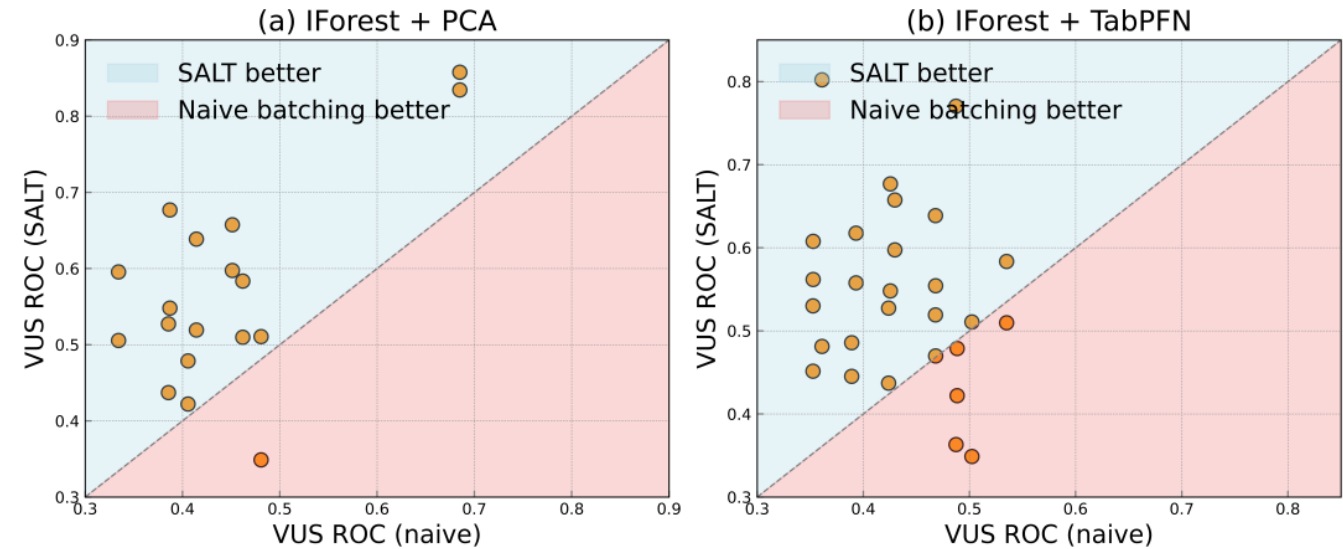 (a) IForest + PCA
0.9
0.8
0.7
0.6
0.5
0.4
0.3
VUS ROC (SALT)
SALT better
Naive batching better
0.3 0.4 0.5 0.6 0.7 0.8 0.9
VUS ROC (naive)
(b) IForest + TabPFN
0.8
0.7
0.6
0.5
0.4
0.3
VUS ROC (SALT)
SALT better
Naive batching better
0.3 0.4 0.5 0.6 0.7 0.8
VUS ROC (naive)